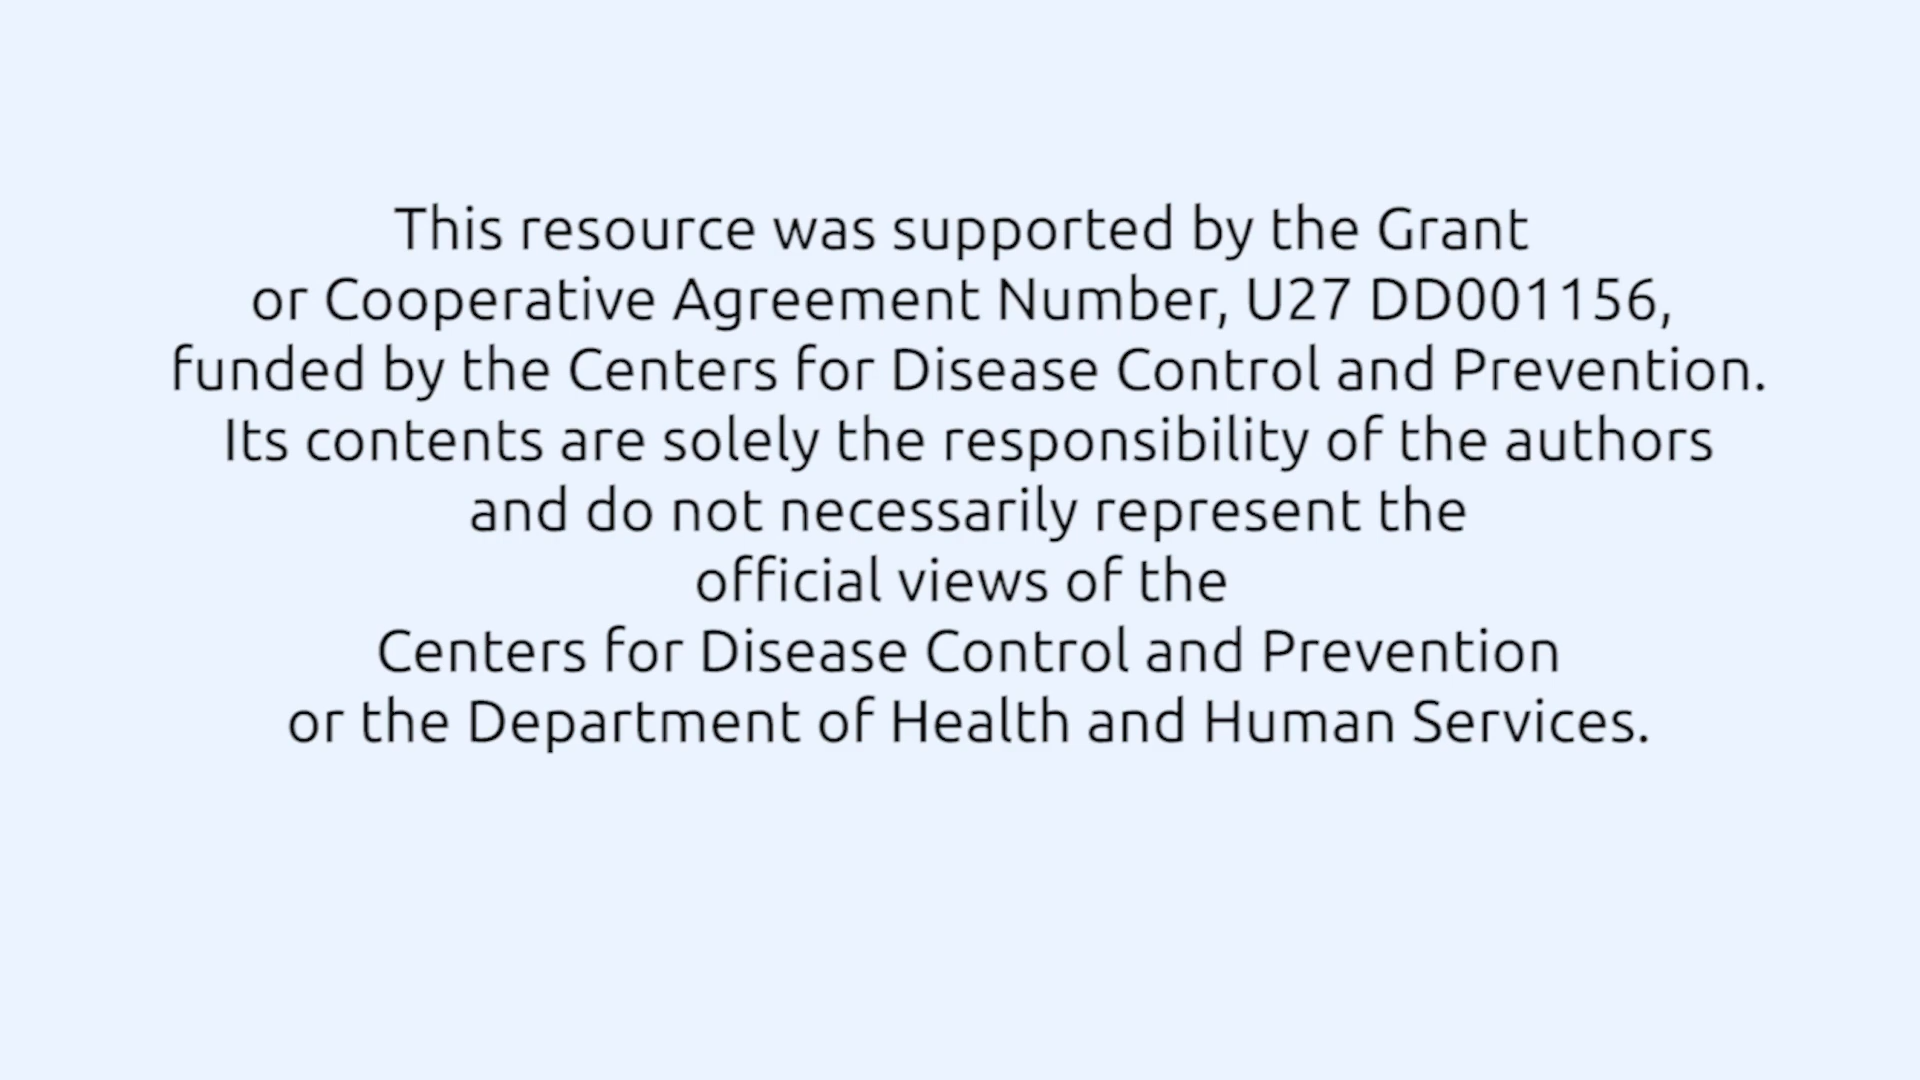 This resource was supported by the Grant
or Cooperative Agreement Number, U27 DD001156,
funded by the Centers for Disease Control and Prevention.
Its contents are solely the responsibility of the authors
and do not necessarily represent the
official views of the
Centers for Disease Control and Prevention
or the Department of Health and Human Services.